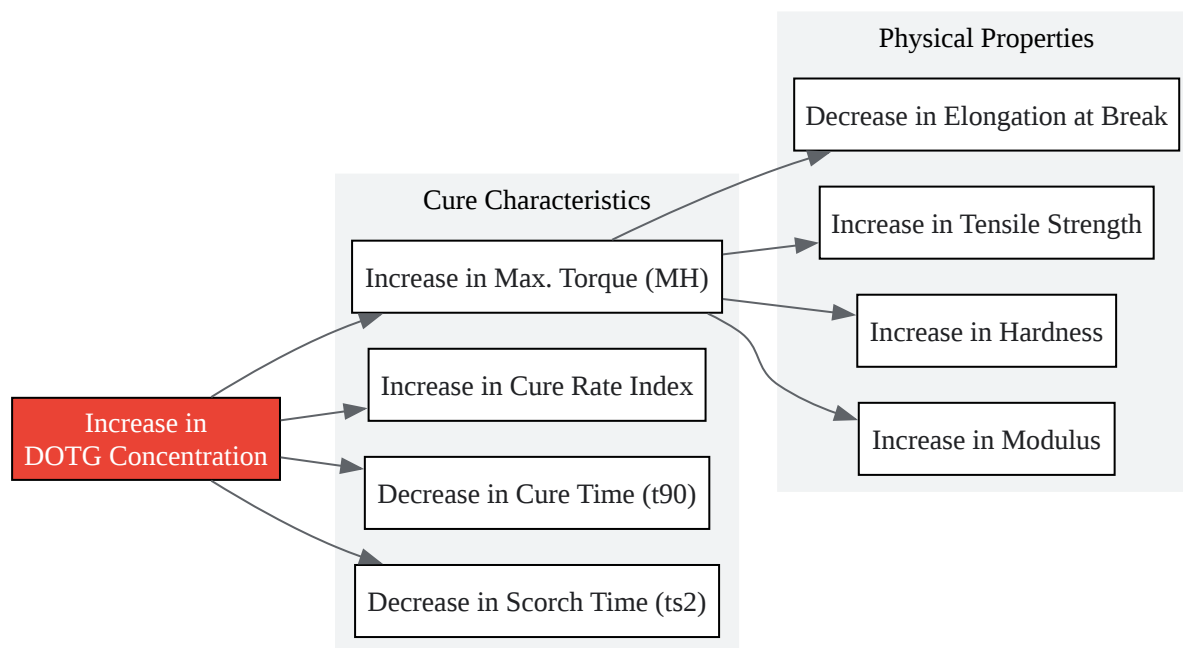 Physical Properties
Decrease in Elongation at Break
Increase in Tensile Strength
Increase in Hardness
Increase in Modulus
Cure Characteristics
Increase in Max. Torque (MH)
Increase in Cure Rate Index
Decrease in Cure Time (t90)
Decrease in Scorch Time (ts2)
Increase in
DOTG Concentration